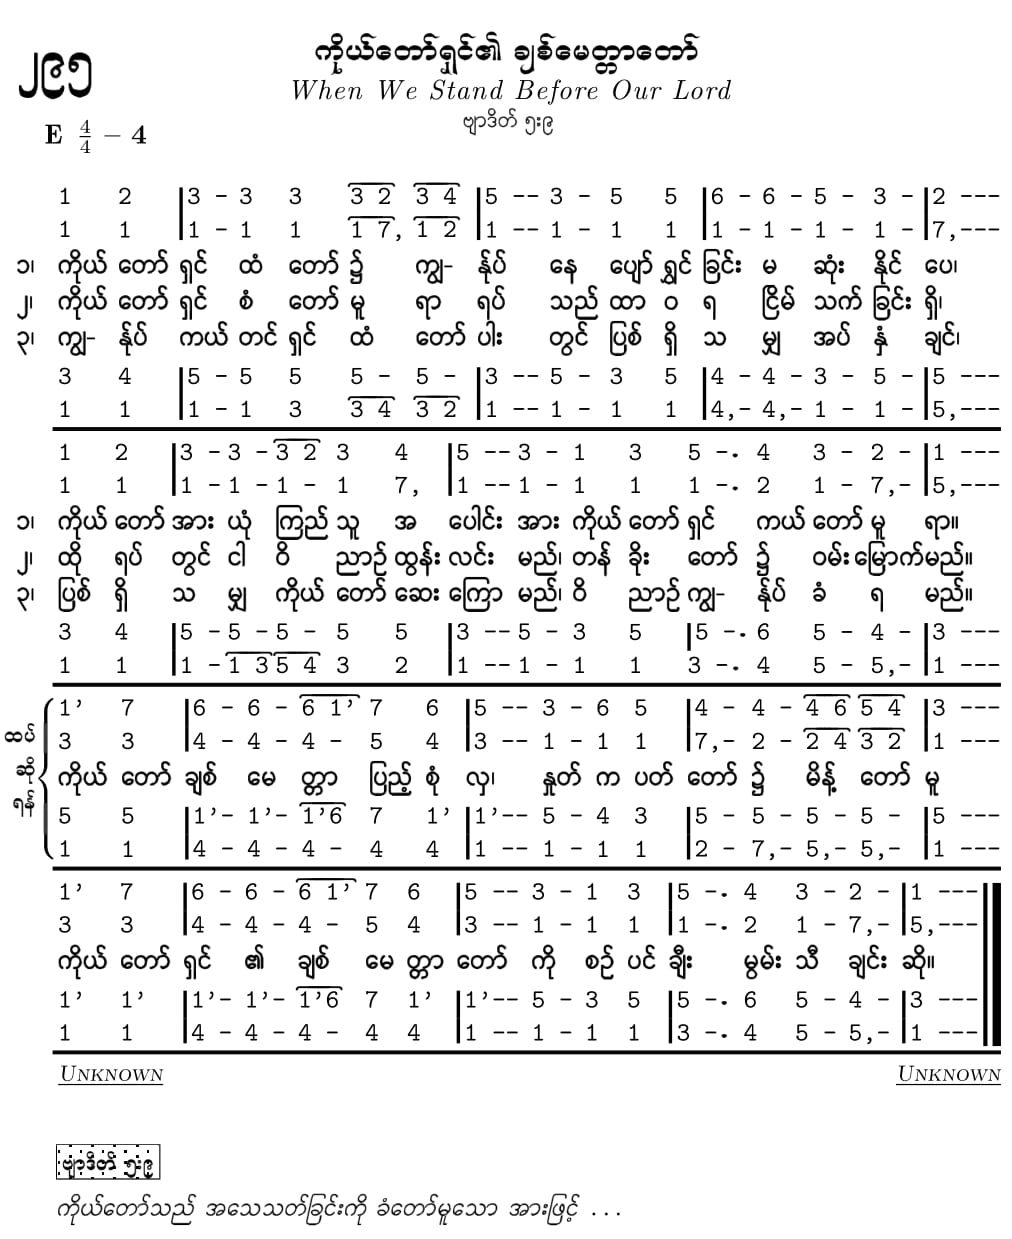 ၂၉၅
ကိုယ်တော်ရှင်၏ ချစ်မေတ္တာတော်
When We Stand Before Our Lord
ဗျာဒိတ် ၅း၉
E 4/4 – 4
1 2 |3 - 3 3 3 2 3 4 |5 -- 3 - 5 5 |6 - 6 - 5 - 3 - |2 ---
1 1 |1 - 1 1 1 7, 1 2 |1 -- 1 - 1 1 |1 - 1 - 1 - 1 - |7,---
၁၊ ကိုယ် တော် ရှင် ထံ တော် ၌ ကျွ- န်ုပ် နေ ပျော် ရွှင် ခြင်း မ ဆုံး နိုင် ပေ၊
၂၊ ကိုယ် တော် ရှင် စံ တော် မူ ရာ ရပ် သည် ထာ ဝ ရ ငြိမ် သက် ခြင်း ရှိ၊
၃၊ ကျွ- န်ုပ် ကယ် တင် ရှင် ထံ တော် ပါး တွင် ပြစ် ရှိ သ မျှ အပ် နှံ ချင်၊
3 4 |5 - 5 5 5 - 5 - |3 -- 5 - 3 5 |4 - 4 - 3 - 5 - |5 ---
1 1 |1 - 1 3 3 4 3 2 |1 -- 1 - 1 1 |4,- 4,- 1 - 1 - |5,---
1 2 |3 - 3 - 3 2 3 4 |5 -- 3 - 1 3 5 -. 4 3 - 2 - |1 ---
1 1 |1 - 1 - 1 - 1 7, |1 -- 1 - 1 1 1 -. 2 1 - 7,- |5,---
၁၊ ကိုယ် တော် အား ယုံ ကြည် သူ အ ပေါင်း အား ကိုယ် တော် ရှင် ကယ် တော် မူ ရာ။
၂၊ ထို ရပ် တွင် ငါ ဝိ ညာဉ် ထွန်း လင်း မည်၊ တန် ခိုး တော် ၌ ဝမ်း မြောက် မည်။
၃၊ ပြစ် ရှိ သ မျှ ကိုယ် တော် ဆေး ကြော မည်၊ ဝိ ညာဉ် ကျွ- န်ုပ် ခံ ရ မည်။
3 4 |5 - 5 - 5 - 5 5 |3 -- 5 - 3 5 |5 -. 6 5 - 4 - |3 ---
1 1 |1 - 1 3 5 4 3 2 |1 -- 1 - 1 1 3 -. 4 5 - 5,- |1 ---
1’ 7 |6 - 6 - 6 1’ 7 6 |5 -- 3 - 6 5 |4 - 4 - 4 6 5 4 |3 ---
3 3 |4 - 4 - 4 - 5 4 |3 -- 1 - 1 1 |7,- 2 - 2 4 3 2 |1 ---
ထပ် ဆို ရန်
ကိုယ် တော် ချစ် မေ တ္တာ ပြည့် စုံ လှ၊ နှုတ် က ပတ် တော် ၌ မိန့် တော် မူ
5 5 |1’- 1’- 1’6 7 1’ |1’-- 5 - 4 3 |5 - 5 - 5 - 5 - |5 ---
1 1 |4 - 4 - 4 - 4 4 |1 -- 1 - 1 1 |2 - 7,- 5,- 5,- |1 ---
1’ 7 |6 - 6 - 6 1’ 7 6 |5 -- 3 - 1 3 |5 -. 4 3 - 2 - |1 ---
3 3 |4 - 4 - 4 - 5 4 |3 -- 1 - 1 1 |1 -. 2 1 - 7,- |5,---
ကိုယ် တော် ရှင် ၏ ချစ် မေ တ္တာ တော် ကို စဉ် ပင် ချီး မွမ်း သီ ချင်း ဆို။
1’ 1’ |1’- 1’- 1’6 7 1’ |1’-- 5 - 3 5 |5 -. 6 5 - 4 - |3 ---
1 1 |4 - 4 - 4 - 4 4 |1 -- 1 - 1 1 |3 -. 4 5 - 5,- |1 ---
UNKNOWN UNKNOWN
ဗျာဒိတ် ၅း၉
ကိုယ်တော်သည် အသေသတ်ခြင်းကို ခံတော်မူသော အားဖြင့် ...